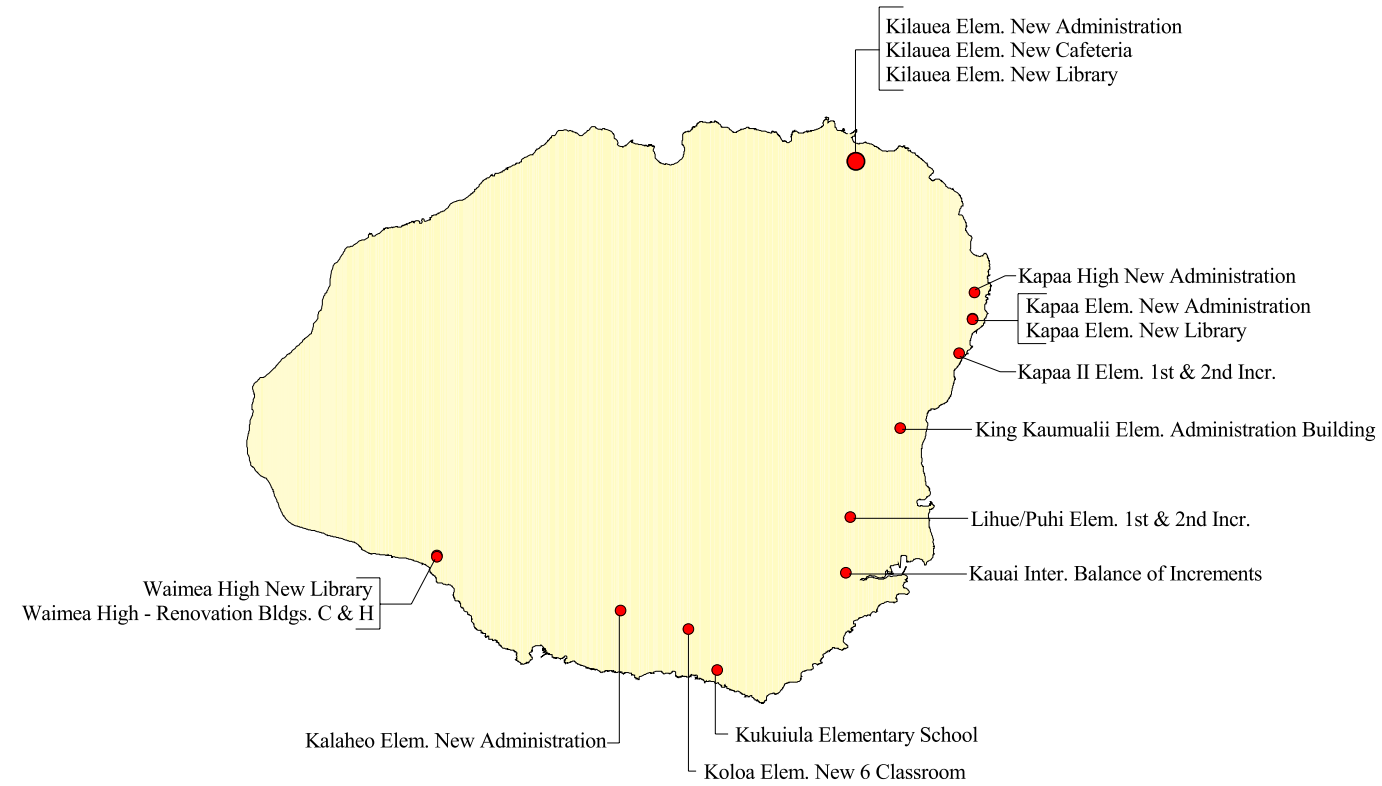 Kilauea Elem. New Administration
Kilauea Elem. New Cafeteria
Kilauea Elem. New Library
Kapaa High New Administration
Kapaa Elem. New Administration
Kapaa Elem. New Library
Kapaa II Elem. 1st & 2nd Incr.
King Kaumualii Elem. Administration Building
Lihue/Puhi Elem. 1st & 2nd Incr.
Kauai Inter. Balance of Increments
Waimea High New Library
Waimea High - Renovation Bldgs. C & H
Kalaheo Elem. New Administration
Kukuiula Elementary School
Koloa Elem. New 6 Classroom